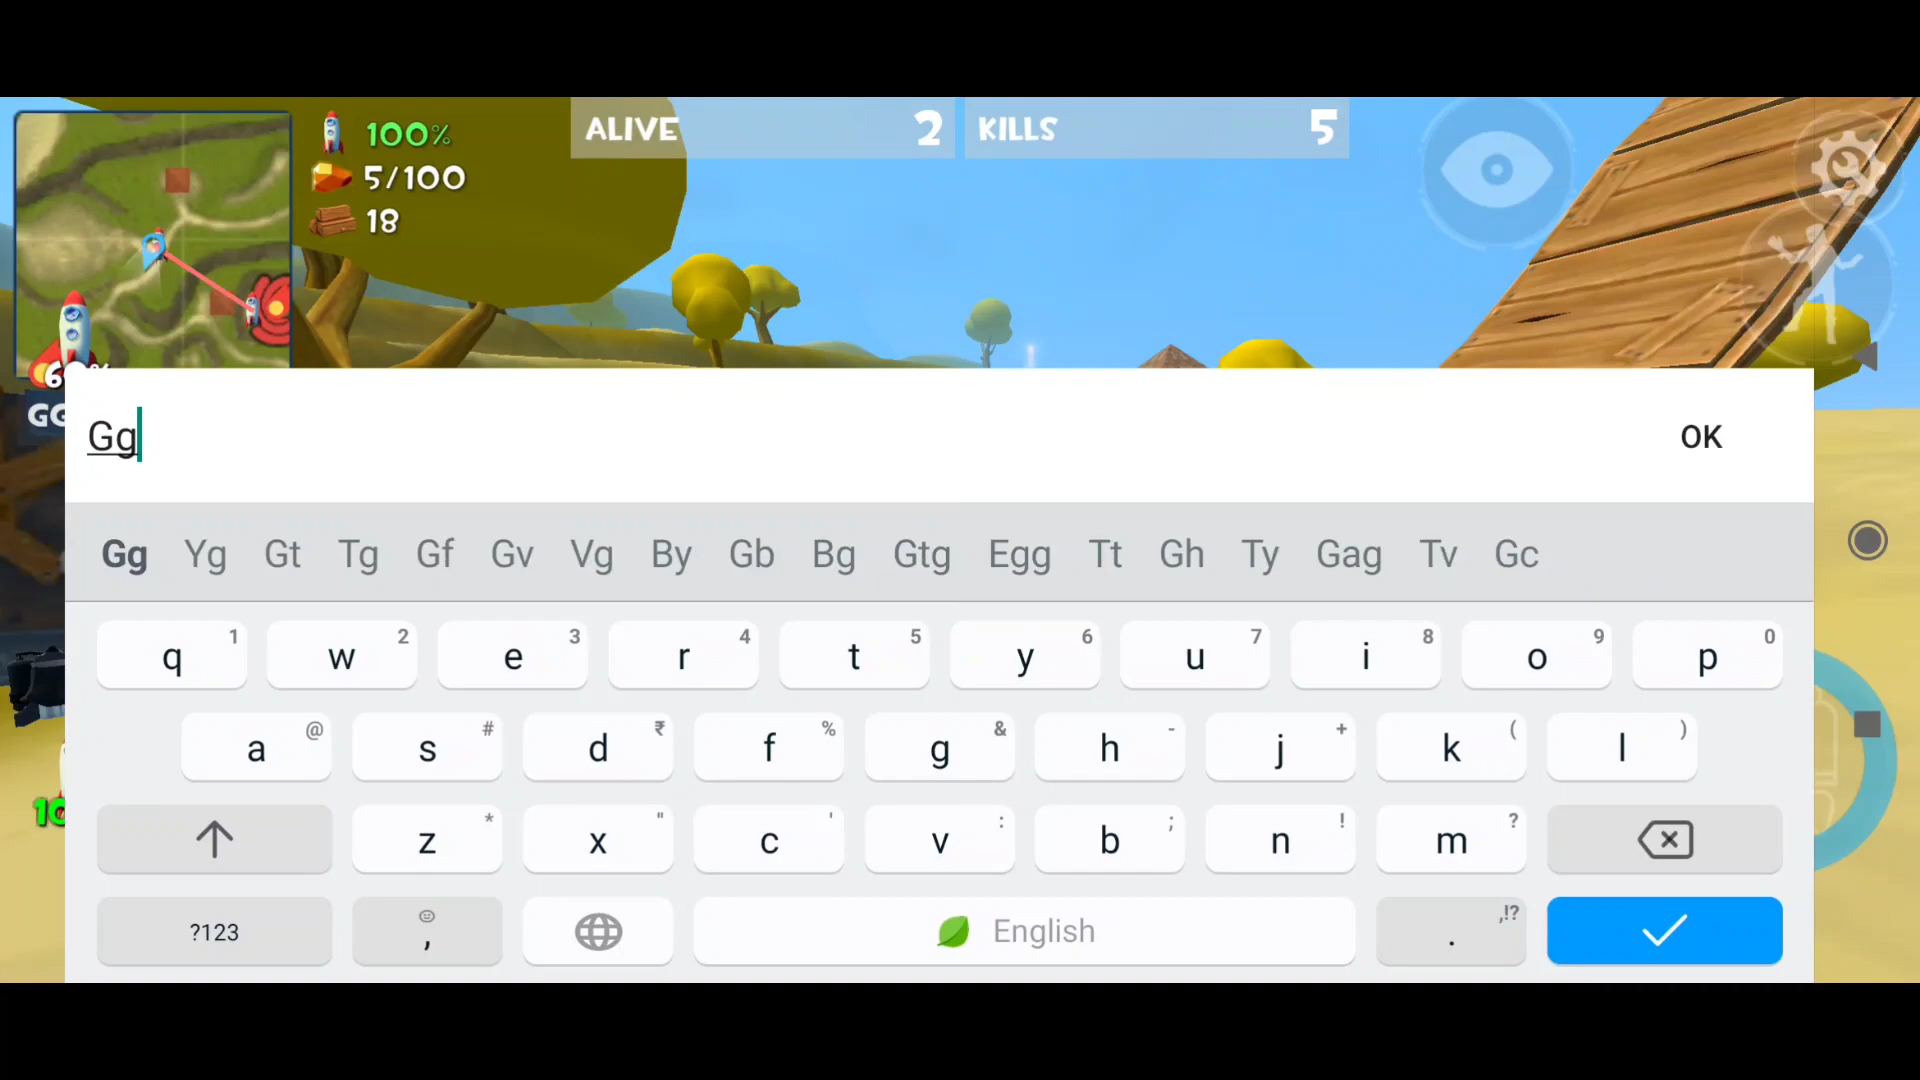 ALIVE 2 KILLS 5
100%
5/100
18
GG
Gg OK
Gg Yg Gt Tg Gf Gv Vg By Gb Bg Gtg Egg Tt Gh Ty Gag Tv Gc
q 1 w 2 e 3 r 4 t 5 y 6 u 7 i 8 o 9 p 0
a @ s # d ₹ f % g & h - j + k ( l )
z * x " c ' v : b ; n ! m ?
?123 , English . ,!?
10